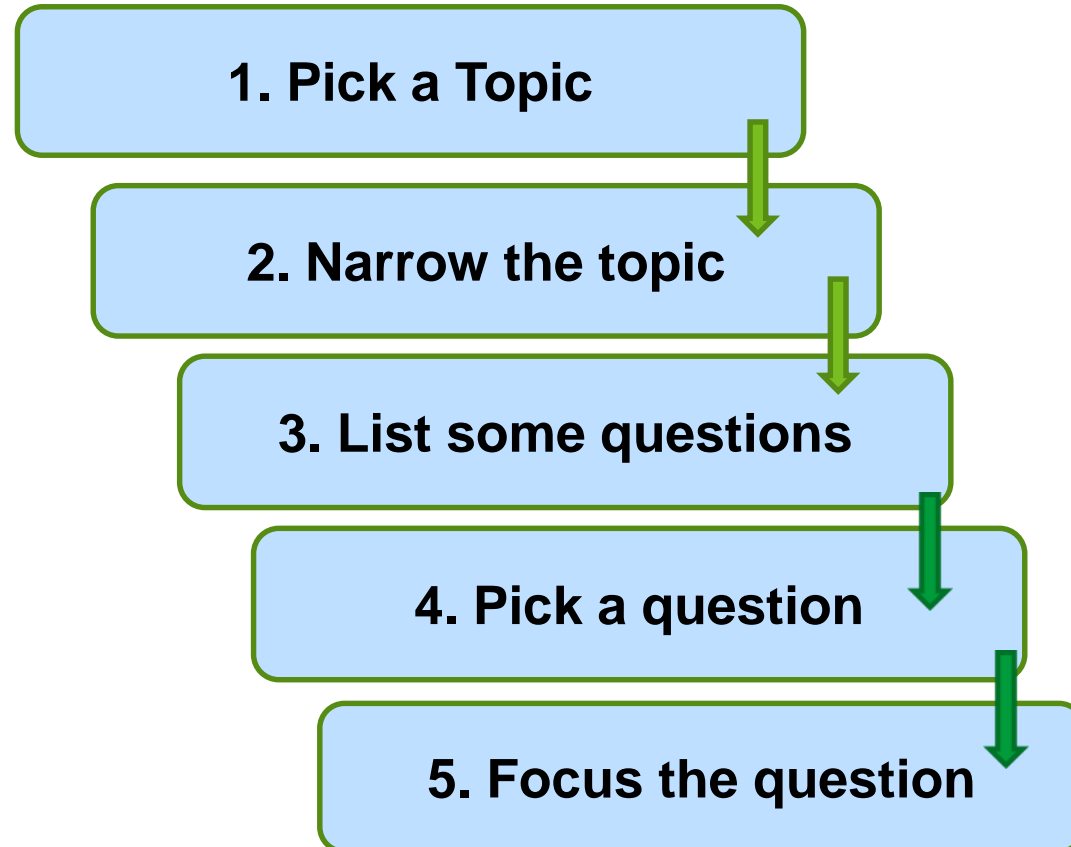 1. Pick a Topic
2. Narrow the topic
3. List some questions
4. Pick a question
5. Focus the question